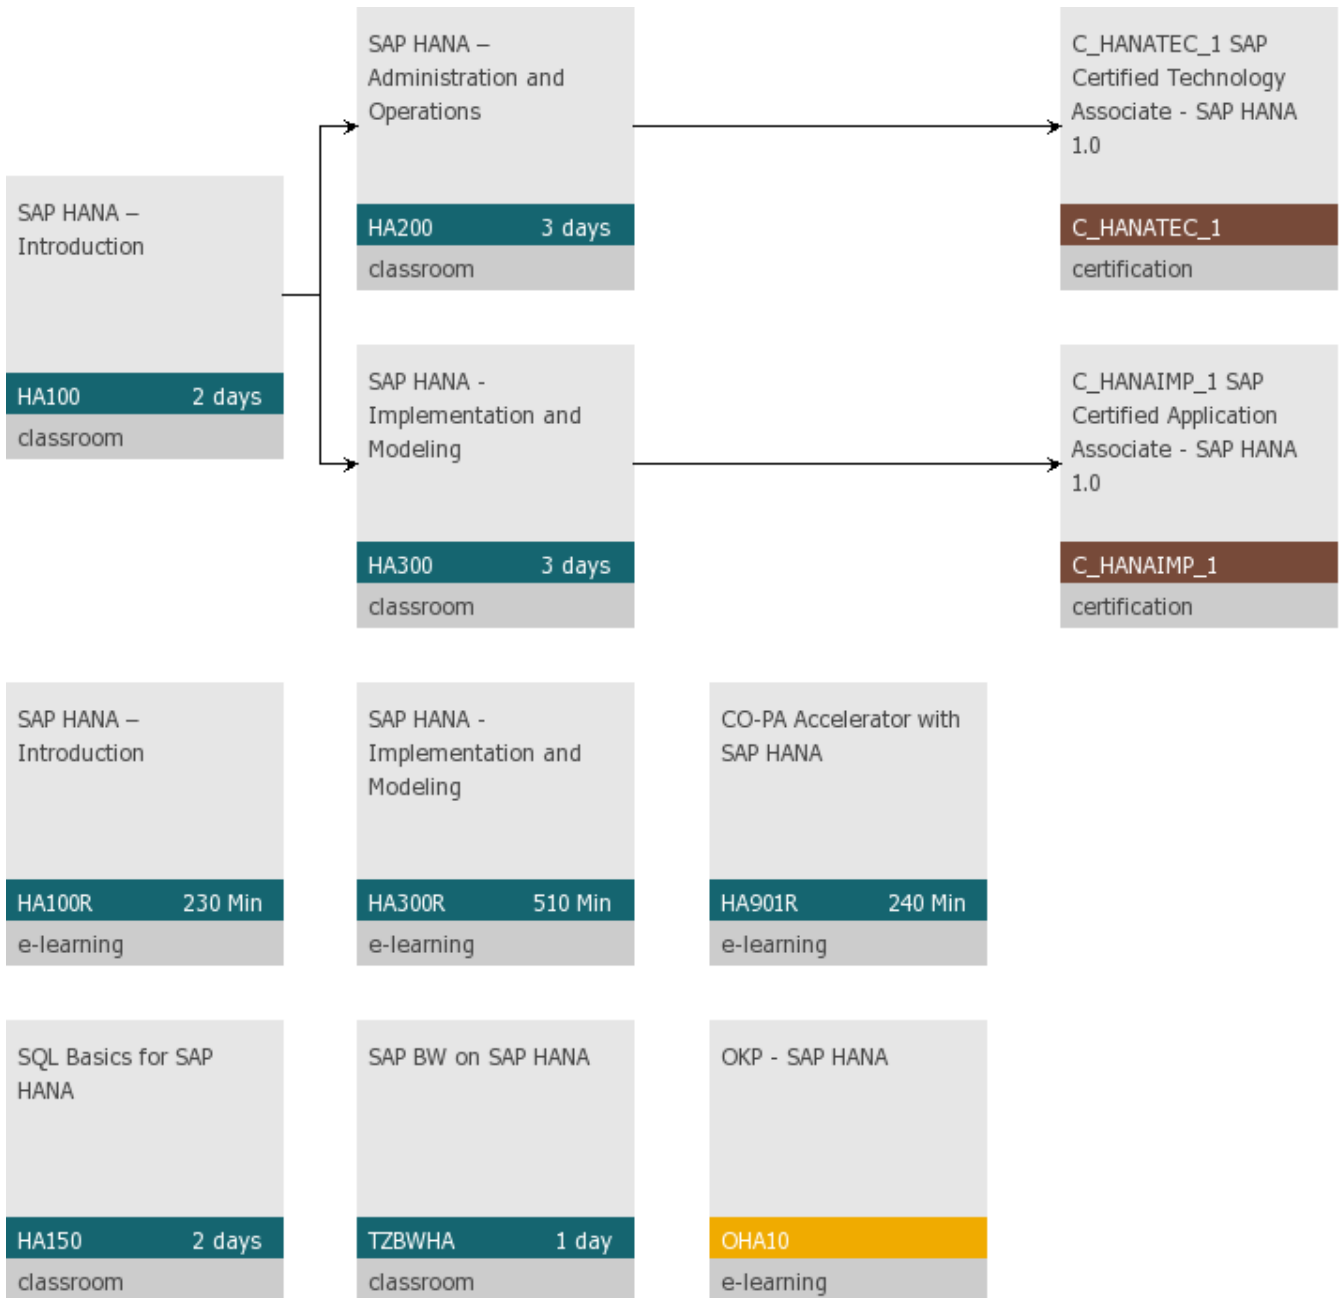 SAP HANA –
Administration and
Operations
HA200 3 days
classroom
C_HANATEC_1 SAP
Certified Technology
Associate - SAP HANA
1.0
C_HANATEC_1
certification
SAP HANA –
Introduction
HA100 2 days
classroom
SAP HANA -
Implementation and
Modeling
HA300 3 days
classroom
C_HANAIMP_1 SAP
Certified Application
Associate - SAP HANA
1.0
C_HANAIMP_1
certification
SAP HANA –
Introduction
HA100R 230 Min
e-learning
SAP HANA -
Implementation and
Modeling
HA300R 510 Min
e-learning
CO-PA Accelerator with
SAP HANA
HA901R 240 Min
e-learning
SQL Basics for SAP
HANA
HA150 2 days
classroom
SAP BW on SAP HANA
TZBWHA 1 day
classroom
OKP - SAP HANA
OHA10
e-learning